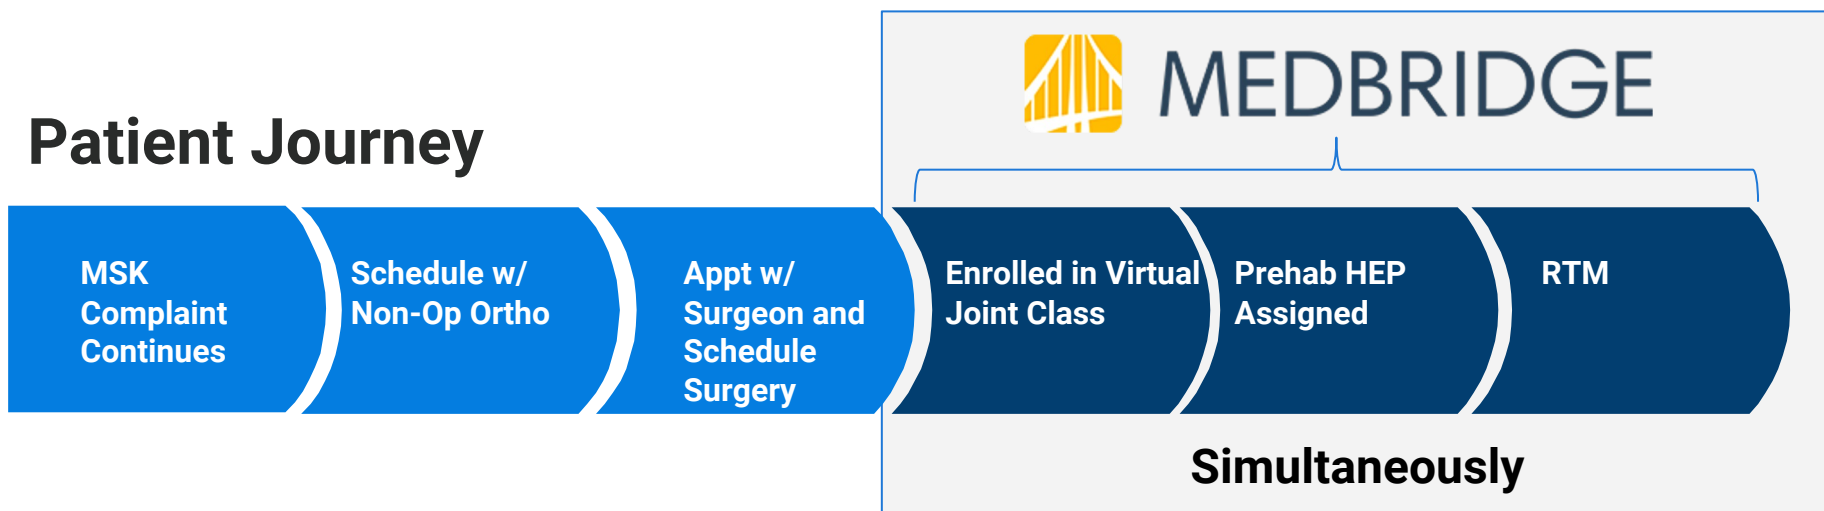 MEDBRIDGE
Patient Journey
MSK
Complaint
Continues
Schedule w/
Non-Op Ortho
Appt w/
Surgeon and
Schedule
Surgery
Enrolled in Virtual
Joint Class
Prehab HEP
Assigned
RTM
Simultaneously